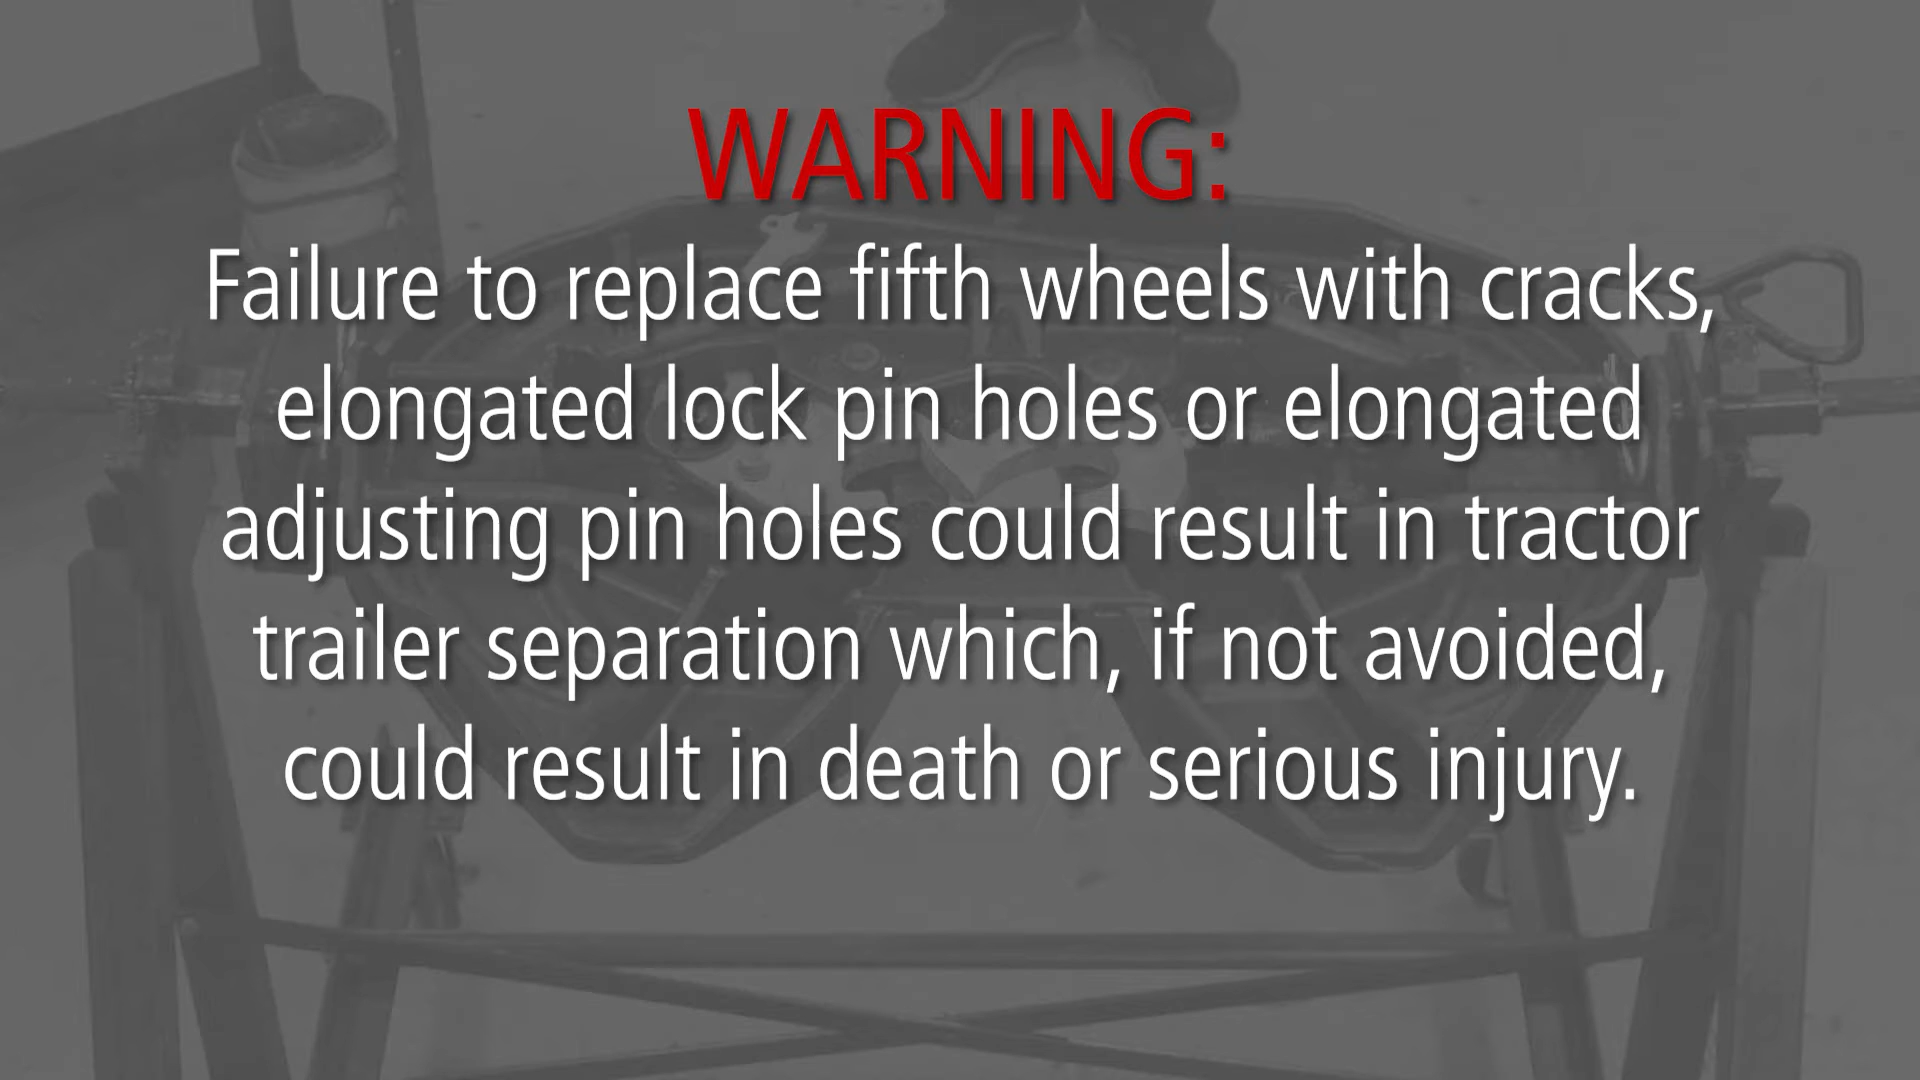 WARNING:
Failure to replace fifth wheels with cracks,
elongated lock pin holes or elongated
adjusting pin holes could result in tractor
trailer separation which, if not avoided,
could result in death or serious injury.